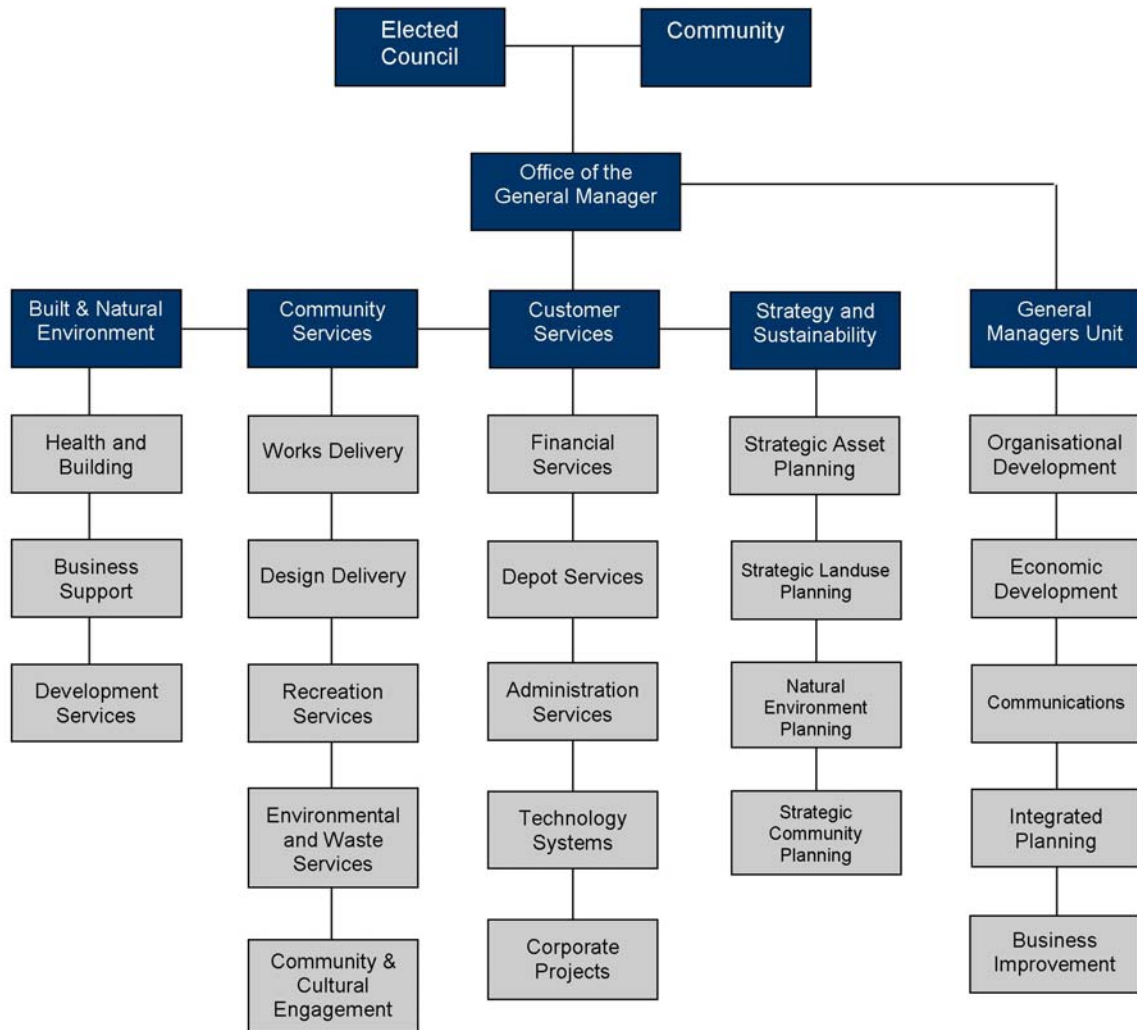 Elected
Council
Community
Office of the
General Manager
Built & Natural
Environment
Community
Services
Customer
Services
Strategy and
Sustainability
General
Managers Unit
Health and
Building
Works Delivery
Financial
Services
Strategic Asset
Planning
Organisational
Development
Business
Support
Design Delivery
Depot Services
Strategic Landuse
Planning
Economic
Development
Development
Services
Recreation
Services
Administration
Services
Natural
Environment
Planning
Communications
Environmental
and Waste
Services
Technology
Systems
Strategic
Community
Planning
Integrated
Planning
Community &
Cultural
Engagement
Corporate
Projects
Business
Improvement